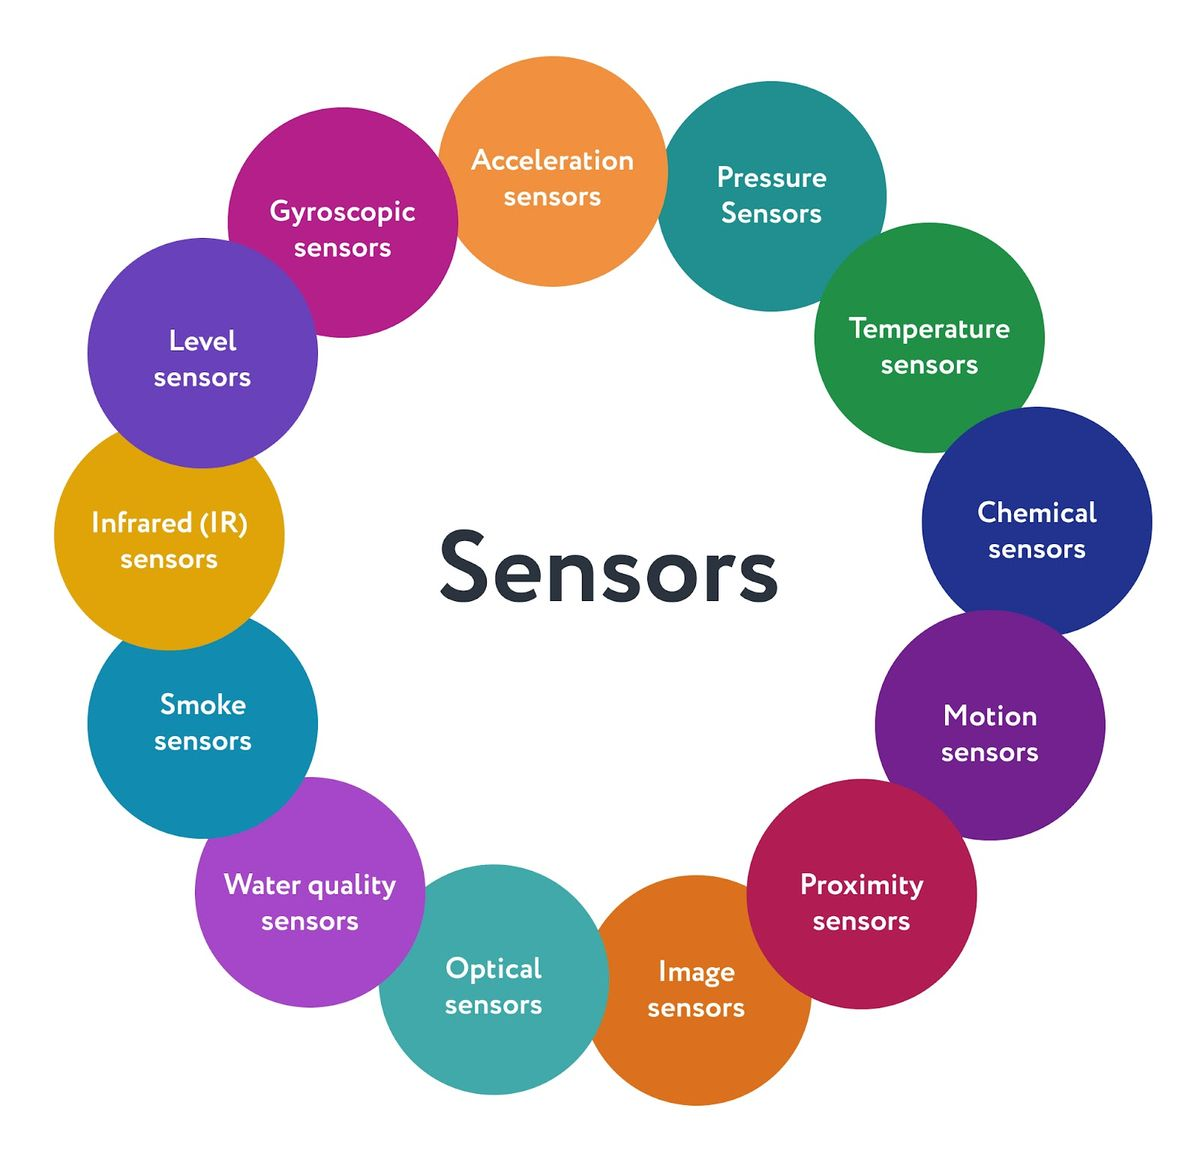 Acceleration
sensors
Pressure
Sensors
Temperature
sensors
Chemical
sensors
Motion
sensors
Proximity
sensors
Image
sensors
Optical
sensors
Water quality
sensors
Smoke
sensors
Infrared (IR)
sensors
Level
sensors
Gyroscopic
sensors
Sensors